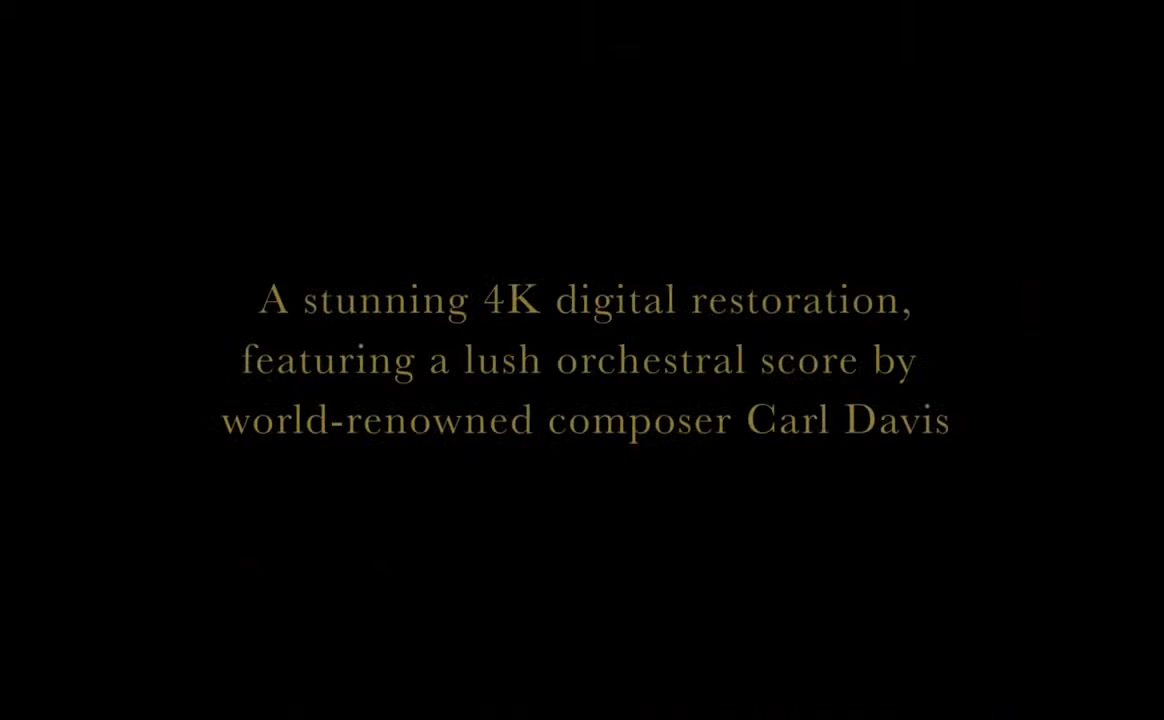 A stunning 4K digital restoration,
featuring a lush orchestral score by
world-renowned composer Carl Davis